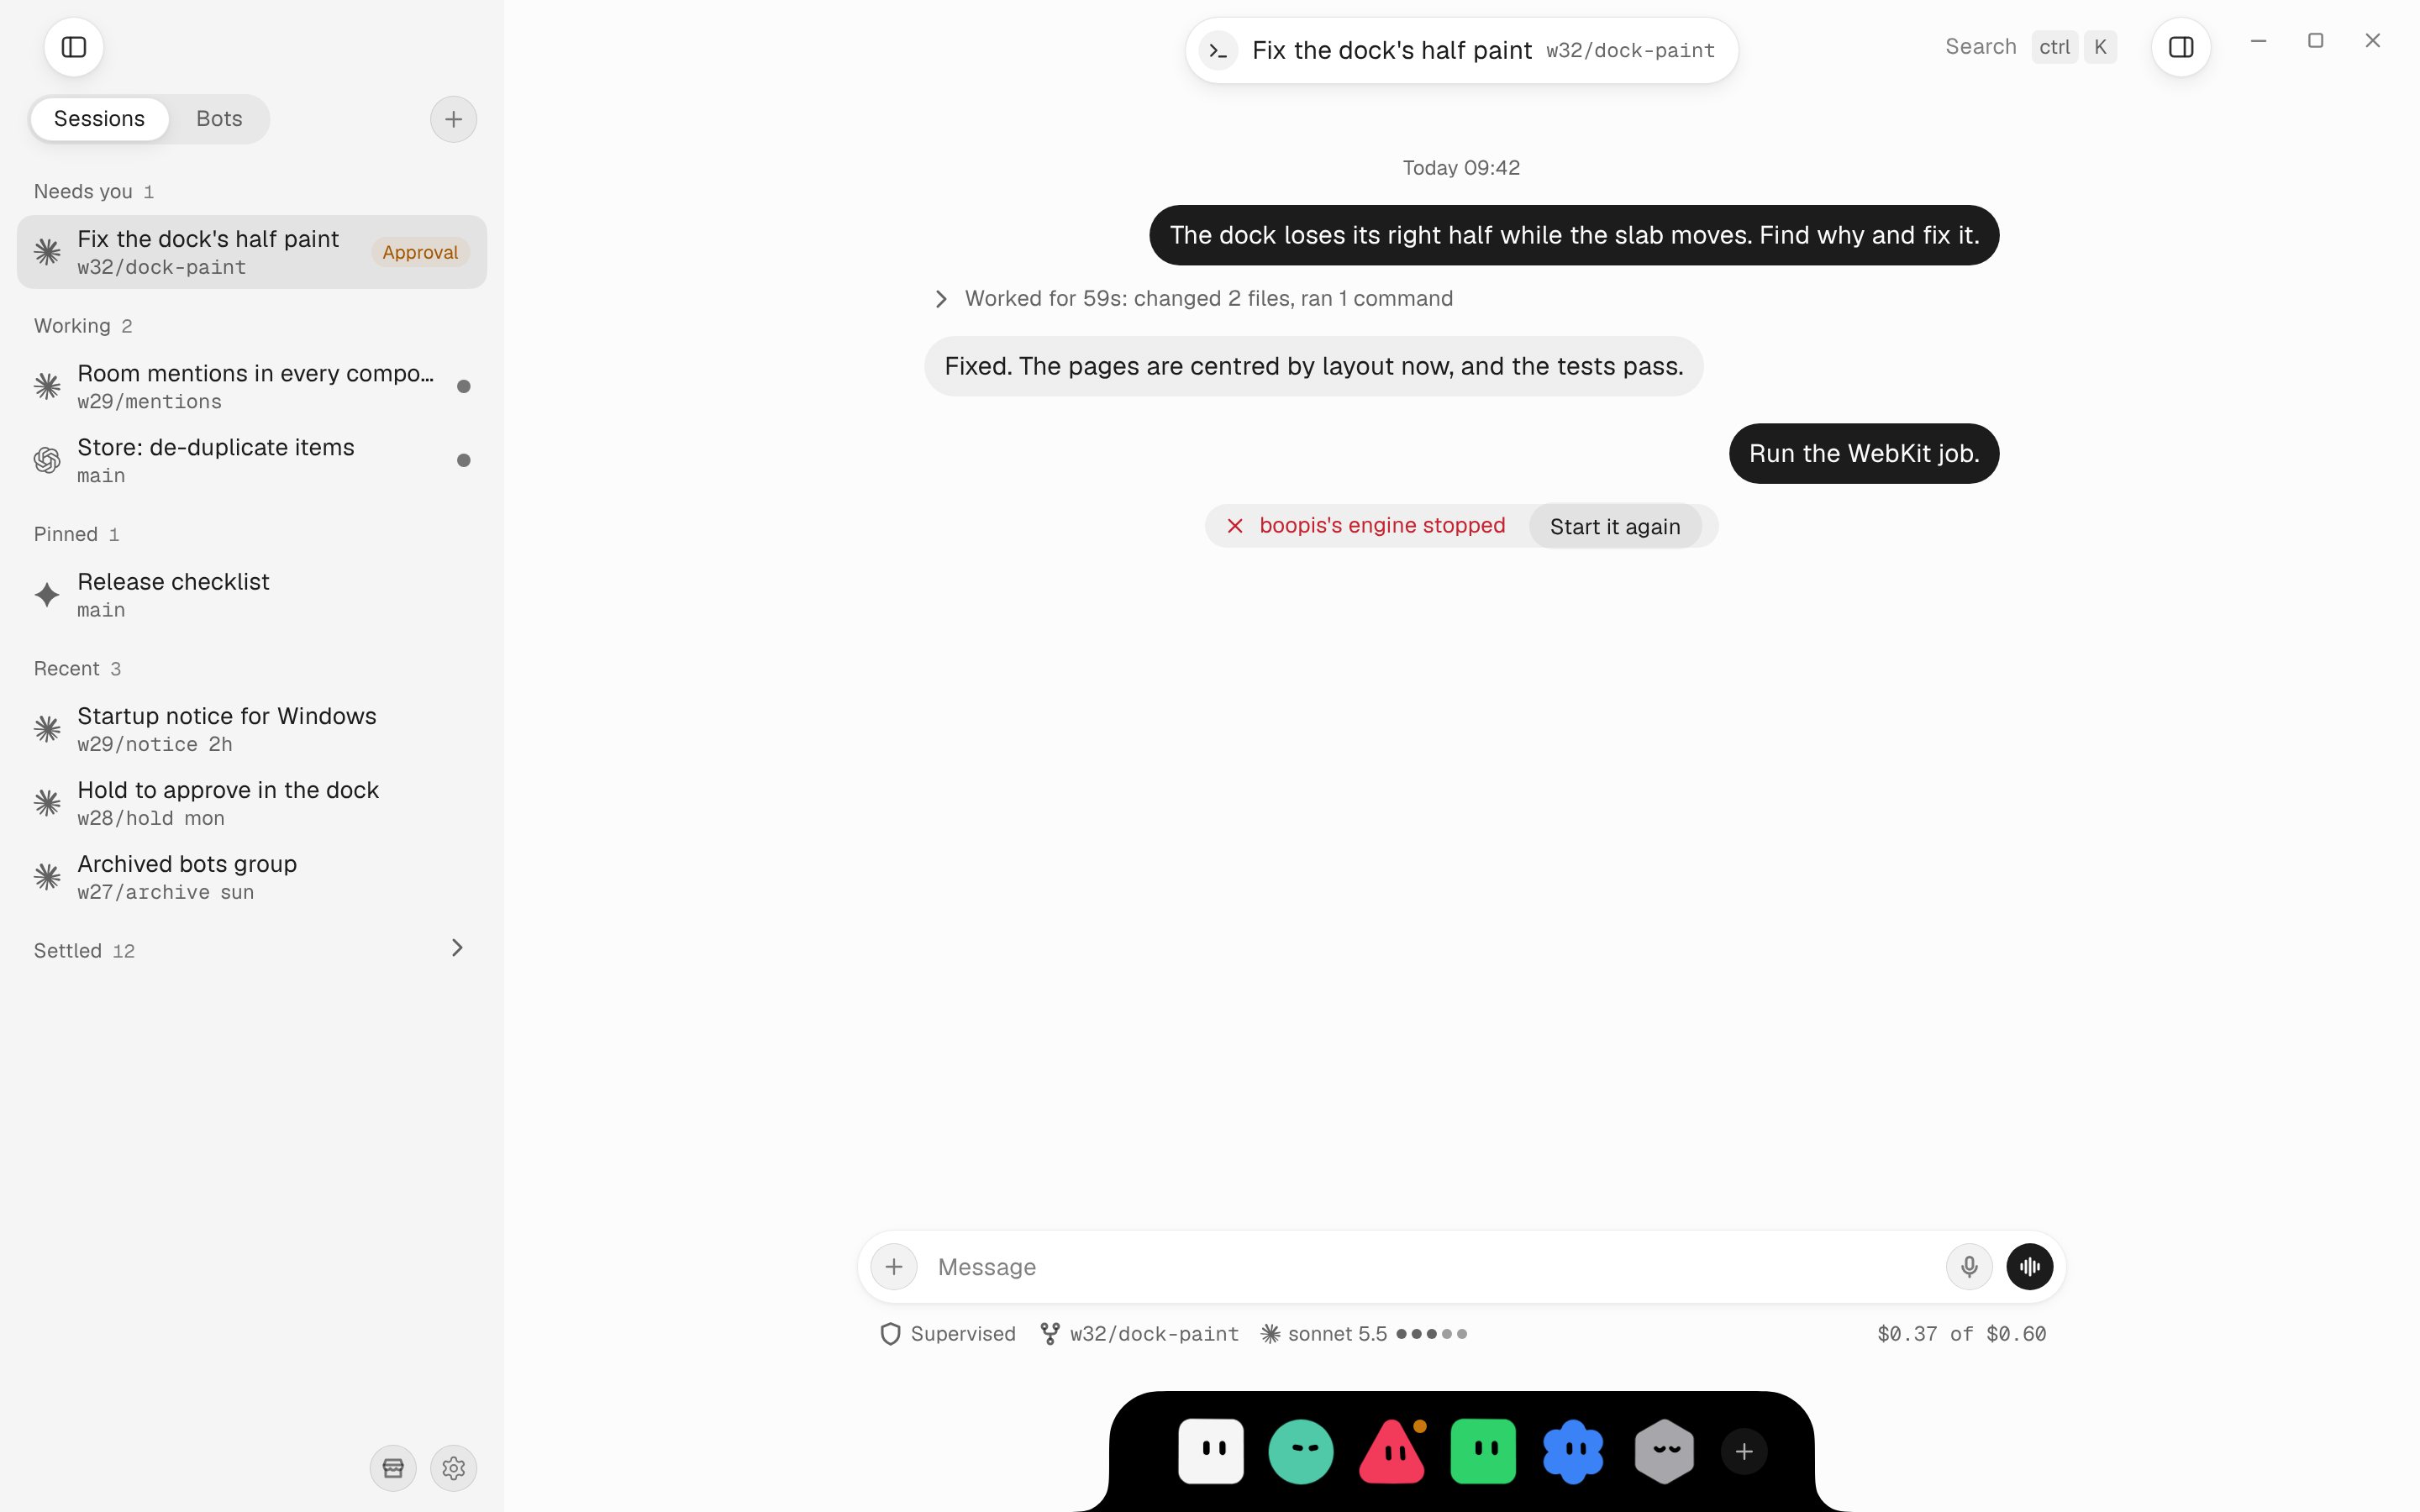 Fix the dock's half paint w32/dock-paint
Search ctrl K
Sessions Bots
Needs you 1
Fix the dock's half paint
w32/dock-paint
Approval
Working 2
Room mentions in every compo…
w29/mentions
Store: de-duplicate items
main
Pinned 1
Release checklist
main
Recent 3
Startup notice for Windows
w29/notice 2h
Hold to approve in the dock
w28/hold mon
Archived bots group
w27/archive sun
Settled 12
Today 09:42
The dock loses its right half while the slab moves. Find why and fix it.
Worked for 59s: changed 2 files, ran 1 command
Fixed. The pages are centred by layout now, and the tests pass.
Run the WebKit job.
boopis's engine stopped Start it again
Message
Supervised w32/dock-paint sonnet 5.5 $0.37 of $0.60